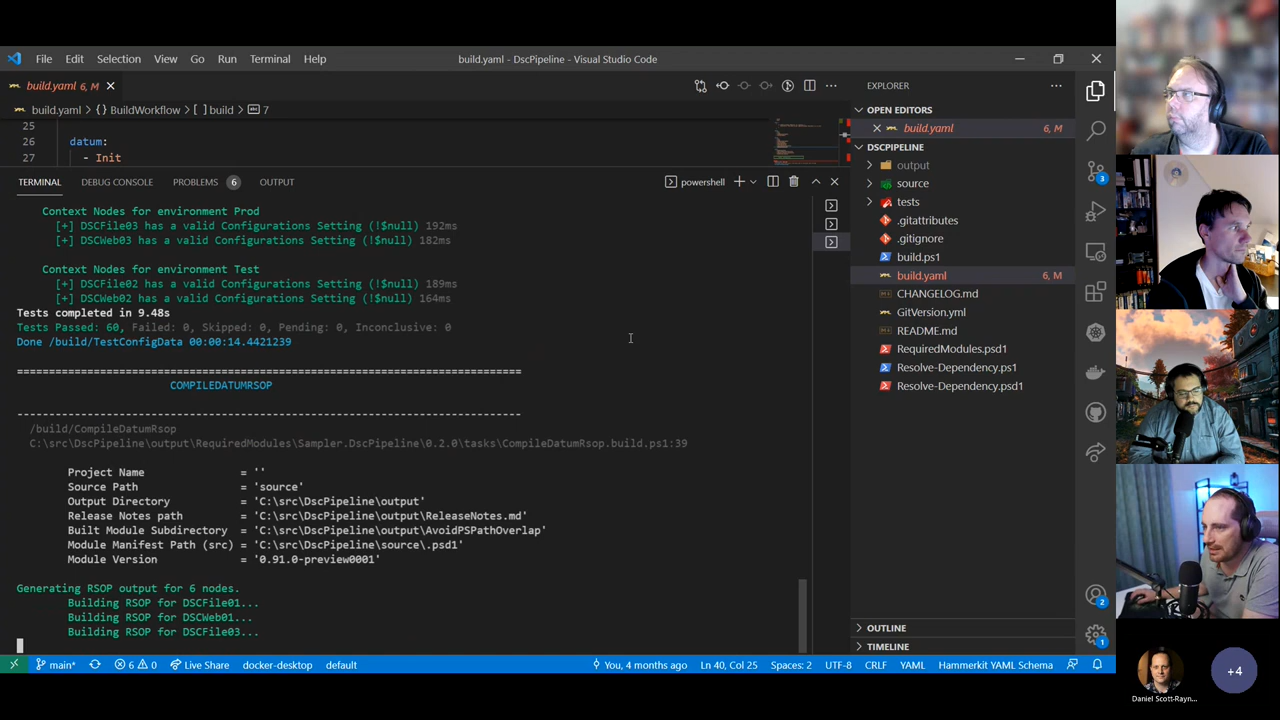 File Edit Selection View Go Run Terminal Help
build.yaml - DscPipeline - Visual Studio Code
build.yaml 6, M
build.yaml > {} BuildWorkflow > [ ] build > 7
25
26 datum:
27 - Init
TERMINAL DEBUG CONSOLE PROBLEMS 6 OUTPUT
powershell
Context Nodes for environment Prod
[+] DSCFile03 has a valid Configurations Setting (!$null) 192ms
[+] DSCWeb03 has a valid Configurations Setting (!$null) 182ms
Context Nodes for environment Test
[+] DSCFile02 has a valid Configurations Setting (!$null) 189ms
[+] DSCWeb02 has a valid Configurations Setting (!$null) 164ms
Tests completed in 9.48s
Tests Passed: 60, Failed: 0, Skipped: 0, Pending: 0, Inconclusive: 0
Done /build/TestConfigData 00:00:14.4421239
===============================================================================
COMPILEDATUMRSOP
-------------------------------------------------------------------------------
/build/CompileDatumRsop
C:\src\DscPipeline\output\RequiredModules\Sampler.DscPipeline\0.2.0\tasks\CompileDatumRsop.build.ps1:39
Project Name = ''
Source Path = 'source'
Output Directory = 'C:\src\DscPipeline\output'
Release Notes path = 'C:\src\DscPipeline\output\ReleaseNotes.md'
Built Module Subdirectory = 'C:\src\DscPipeline\output\AvoidPSPathOverlap'
Module Manifest Path (src) = 'C:\src\DscPipeline\source\.psd1'
Module Version = '0.91.0-preview0001'
Generating RSOP output for 6 nodes.
Building RSOP for DSCFile01...
Building RSOP for DSCWeb01...
Building RSOP for DSCFile03...
EXPLORER
OPEN EDITORS
build.yaml 6, M
DSCPIPELINE
output
source
tests
.gitattributes
.gitignore
build.ps1
build.yaml 6, M
CHANGELOG.md
GitVersion.yml
README.md
RequiredModules.psd1
Resolve-Dependency.ps1
Resolve-Dependency.psd1
OUTLINE
TIMELINE
3
2
1
main* 6 0 Live Share docker-desktop default
You, 4 months ago Ln 40, Col 25 Spaces: 2 UTF-8 CRLF YAML Hammerkit YAML Schema
Daniel Scott-Rayn...
+4